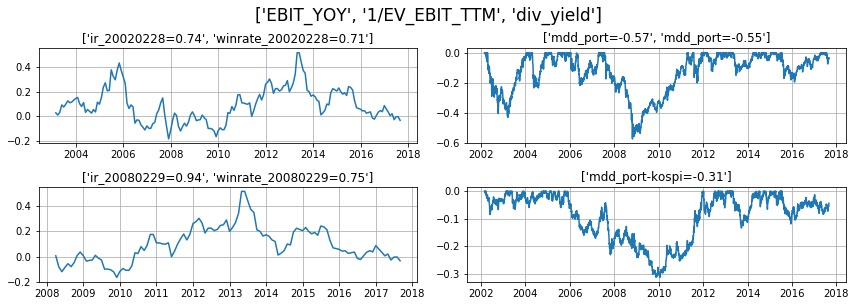 ['EBIT_YOY', '1/EV_EBIT_TTM', 'div_yield']
['ir_20020228=0.74', 'winrate_20020228=0.71']
0.4
0.2
0.0
−0.2
2004 2006 2008 2010 2012 2014 2016 2018
['mdd_port=-0.57', 'mdd_port=-0.55']
0.0
−0.2
−0.4
−0.6
2002 2004 2006 2008 2010 2012 2014 2016 2018
['ir_20080229=0.94', 'winrate_20080229=0.75']
0.4
0.2
0.0
−0.2
2008 2009 2010 2011 2012 2013 2014 2015 2016 2017 2018
['mdd_port-kospi=-0.31']
0.0
−0.1
−0.2
−0.3
2002 2004 2006 2008 2010 2012 2014 2016 2018